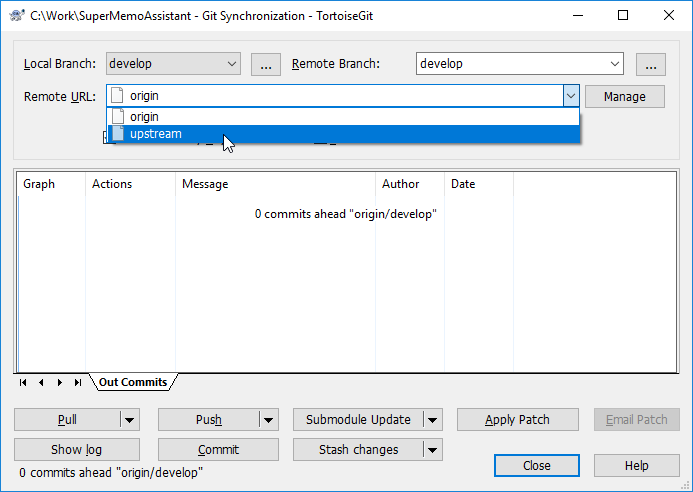 C:\Work\SuperMemoAssistant - Git Synchronization - TortoiseGit
Local Branch: develop ... Remote Branch: develop ...
Remote URL: origin Manage
origin
upstream
Graph Actions Message Author Date
0 commits ahead "origin/develop"
Out Commits
Pull Push Submodule Update Apply Patch Email Patch
Show log Commit Stash changes
0 commits ahead "origin/develop" Close Help